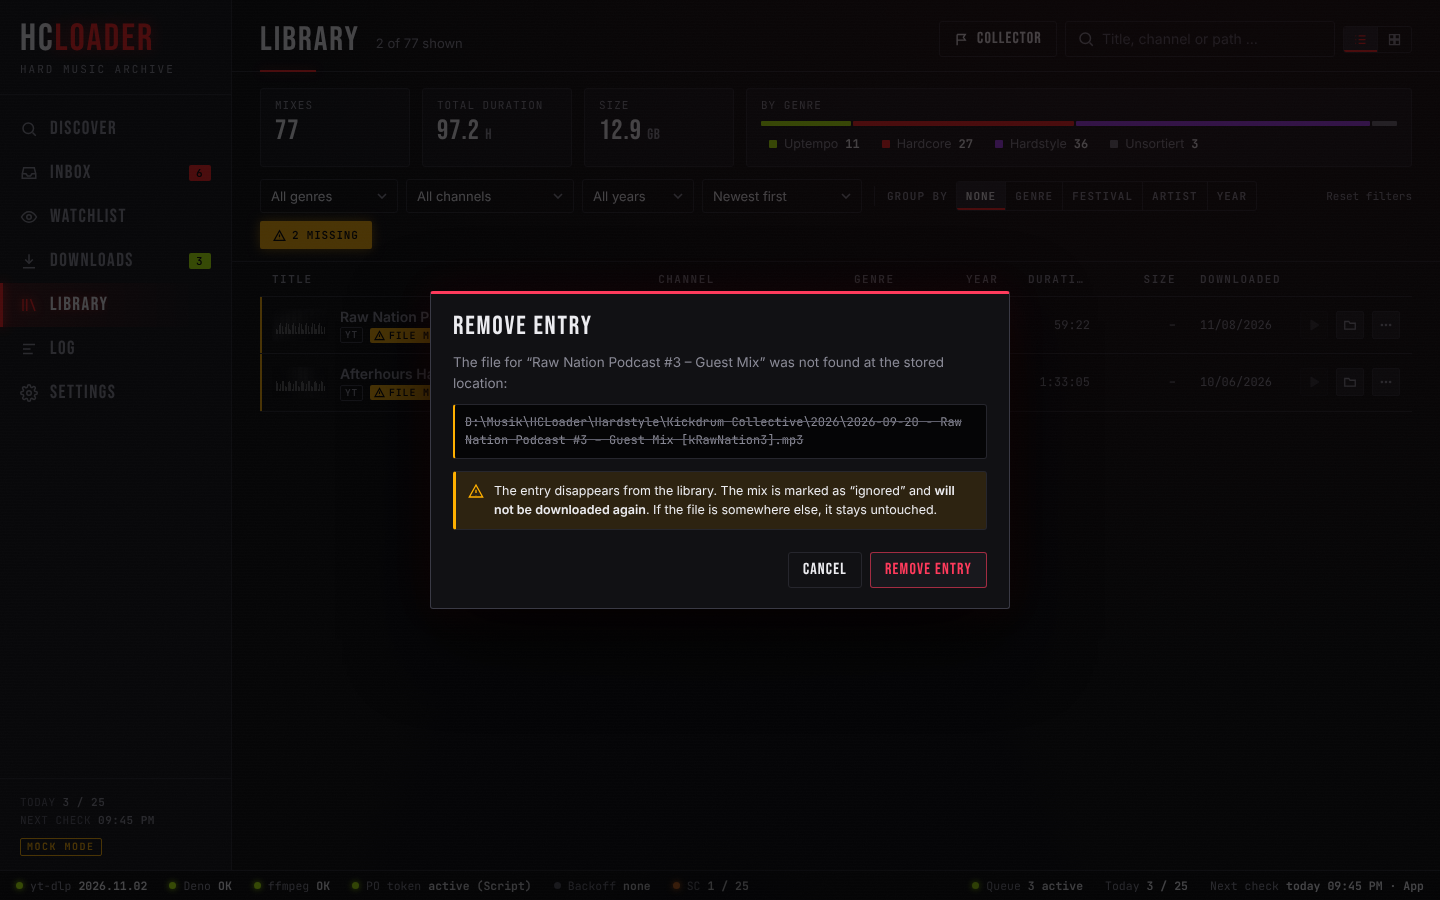 HCLOADER
HARD MUSIC ARCHIVE
DISCOVER
INBOX 6
WATCHLIST
DOWNLOADS 3
LIBRARY
LOG
SETTINGS
TODAY 3 / 25
NEXT CHECK 09:45 PM
MOCK MODE
LIBRARY 2 of 77 shown
COLLECTOR
Title, channel or path ...
MIXES
77
TOTAL DURATION
97.2 H
SIZE
12.9 GB
BY GENRE
Uptempo 11 Hardcore 27 Hardstyle 36 Unsortiert 3
All genres All channels All years Newest first GROUP BY NONE GENRE FESTIVAL ARTIST YEAR Reset filters
2 MISSING
TITLE CHANNEL GENRE YEAR DURATI… SIZE DOWNLOADED
Raw Nation P
YT FILE M
59:22 – 11/08/2026
Afterhours Ha
YT FILE M
1:33:05 – 10/06/2026
REMOVE ENTRY
The file for “Raw Nation Podcast #3 – Guest Mix” was not found at the stored
location:
D:\Musik\HCLoader\Hardstyle\Kickdrum Collective\2026\2026-09-20 - Raw
Nation Podcast #3 – Guest Mix [kRawNation3].mp3
The entry disappears from the library. The mix is marked as “ignored” and will
not be downloaded again. If the file is somewhere else, it stays untouched.
CANCEL REMOVE ENTRY
yt-dlp 2026.11.02 Deno OK ffmpeg OK PO token active (Script) Backoff none SC 1 / 25 Queue 3 active Today 3 / 25 Next check today 09:45 PM · App